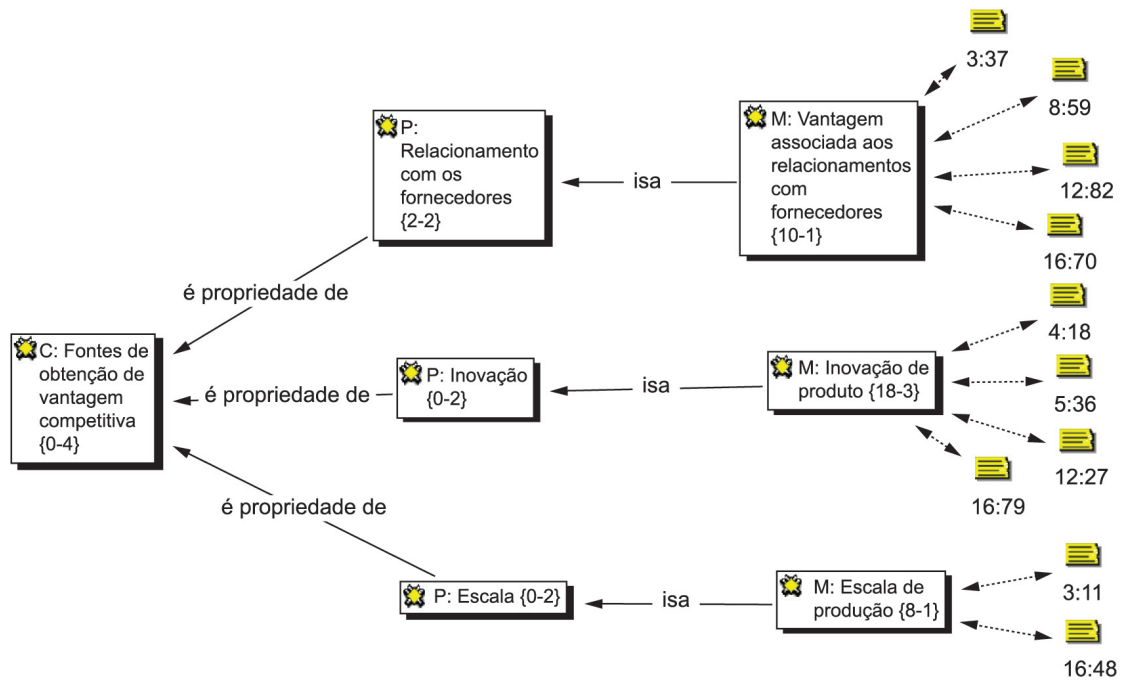 3:37
8:59
12:82
16:70
P:
Relacionamento
com os
fornecedores
{2-2}
isa
M: Vantagem
associada aos
relacionamentos
com
fornecedores
{10-1}
é propriedade de
C: Fontes de
obtenção de
vantagem
competitiva
{0-4}
é propriedade de
P: Inovação
{0-2}
isa
M: Inovação de
produto {18-3}
4:18
5:36
12:27
16:79
é propriedade de
P: Escala {0-2}
isa
M: Escala de
produção {8-1}
3:11
16:48